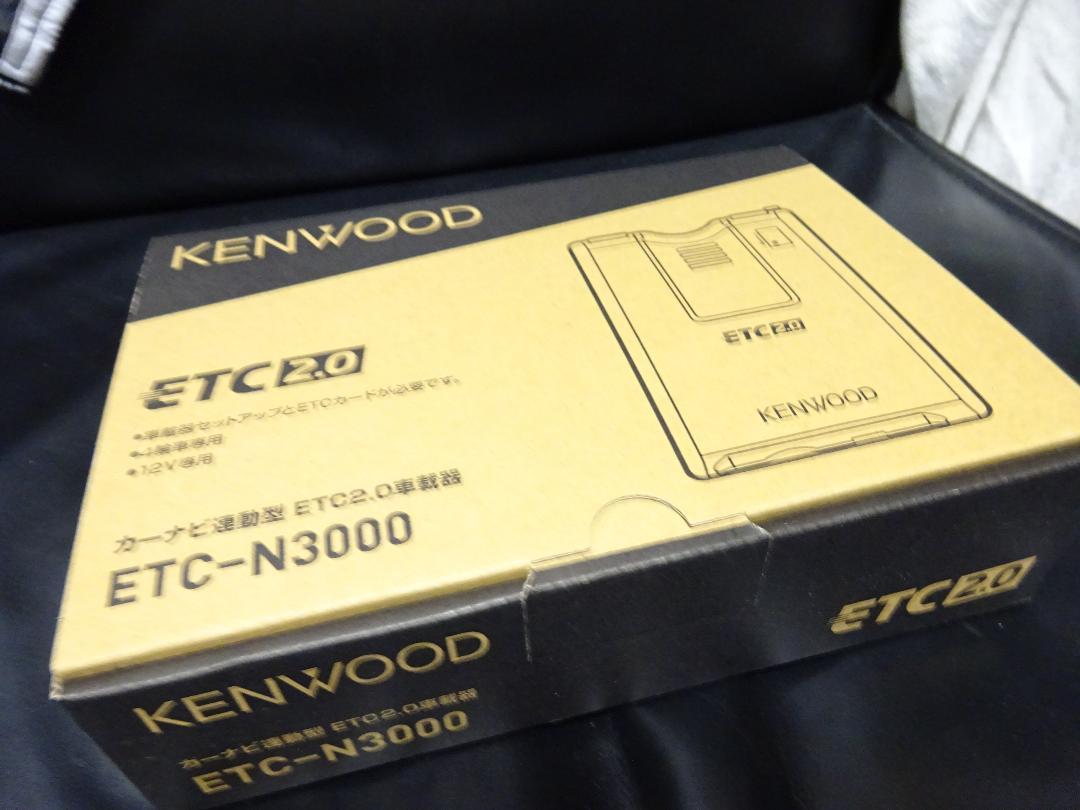 KENWOOD
ETC2.0
•車載器セットアップとETCカードが必要です。
•4輪車専用
•12V専用
カーナビ連動型 ETC2.0車載器
ETC-N3000
ETC2.0
KENWOOD
KENWOOD
カーナビ連動型 ETC2.0車載器
ETC-N3000
ETC2.0